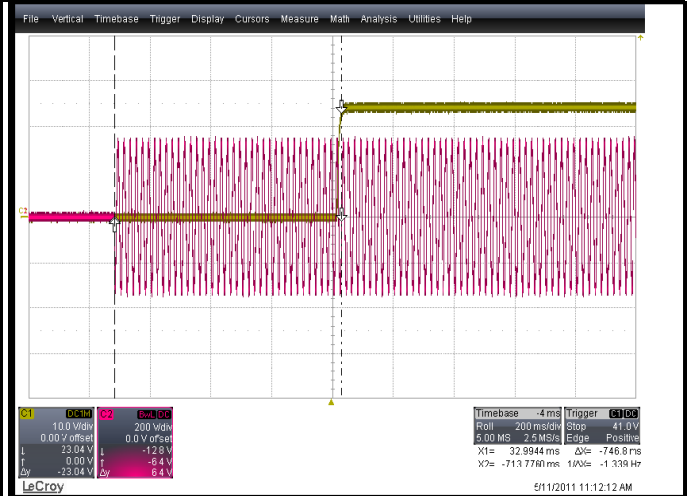 File Vertical Timebase Trigger Display Cursors Measure Math Analysis Utilities Help
C2
C1 DC1M
10.0 V/div
0.00 V offset
23.04 V
0.00 V
Δy -23.04 V
C2 BwL DC
200 V/div
0.0 V offset
-12.8 V
-6.4 V
Δy 6.4 V
Timebase -4 ms
Roll 200 ms/div
5.00 MS 2.5 MS/s
Trigger C1 DC
Stop 41.0 V
Edge Positive
X1= 32.9944 ms ΔX= -746.8 ms
X2= -713.7760 ms 1/ΔX= -1.339 Hz
LeCroy
5/11/2011 11:12:12 AM